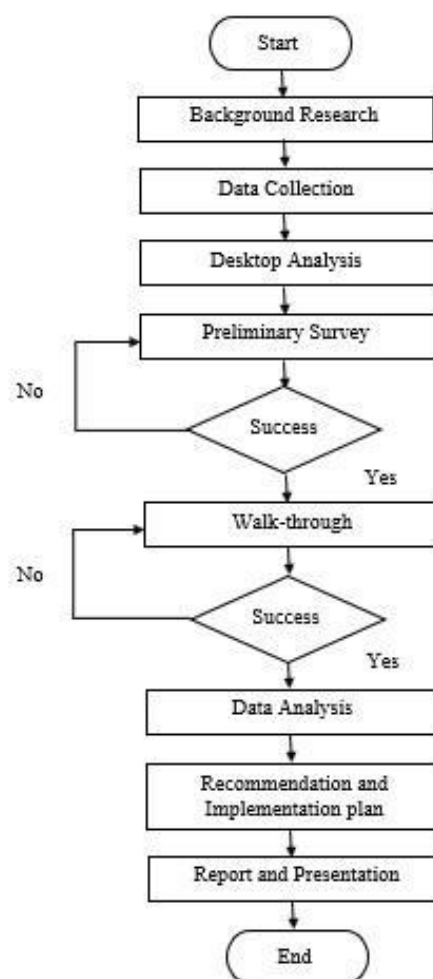 Start
Background Research
Data Collection
Desktop Analysis
Preliminary Survey
No
Success
Yes
Walk-through
No
Success
Yes
Data Analysis
Recommendation and
Implementation plan
Report and Presentation
End